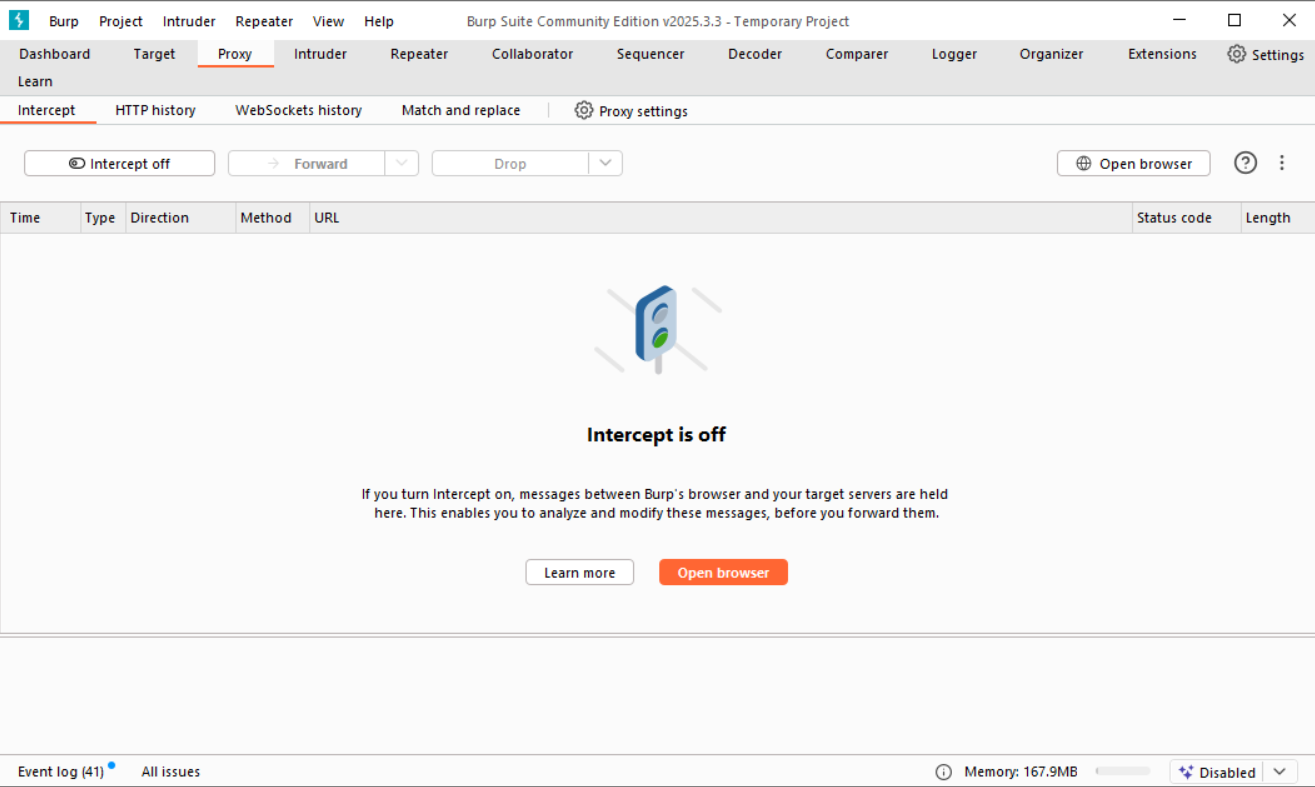 Burp Project Intruder Repeater View Help Burp Suite Community Edition v2025.3.3 - Temporary Project
Dashboard Target Proxy Intruder Repeater Collaborator Sequencer Decoder Comparer Logger Organizer Extensions Settings
Learn
Intercept HTTP history WebSockets history Match and replace Proxy settings
Intercept off Forward Drop Open browser
Time Type Direction Method URL Status code Length
Intercept is off
If you turn Intercept on, messages between Burp's browser and your target servers are held
here. This enables you to analyze and modify these messages, before you forward them.
Learn more Open browser
Event log (41) All issues Memory: 167.9MB Disabled